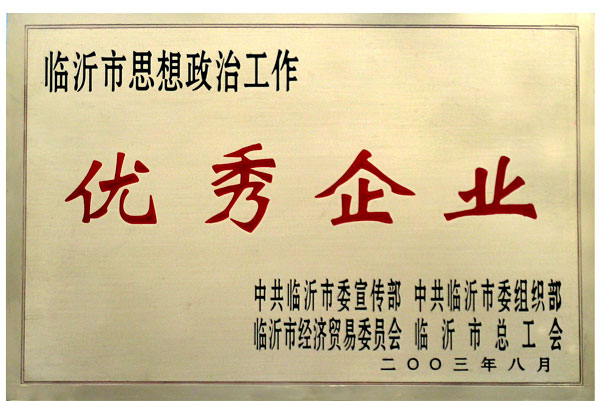 临沂市思想政治工作
优秀企业
中共临沂市委宣传部 中共临沂市委组织部
临沂市经济贸易委员会 临沂市总工会
二〇〇三年八月